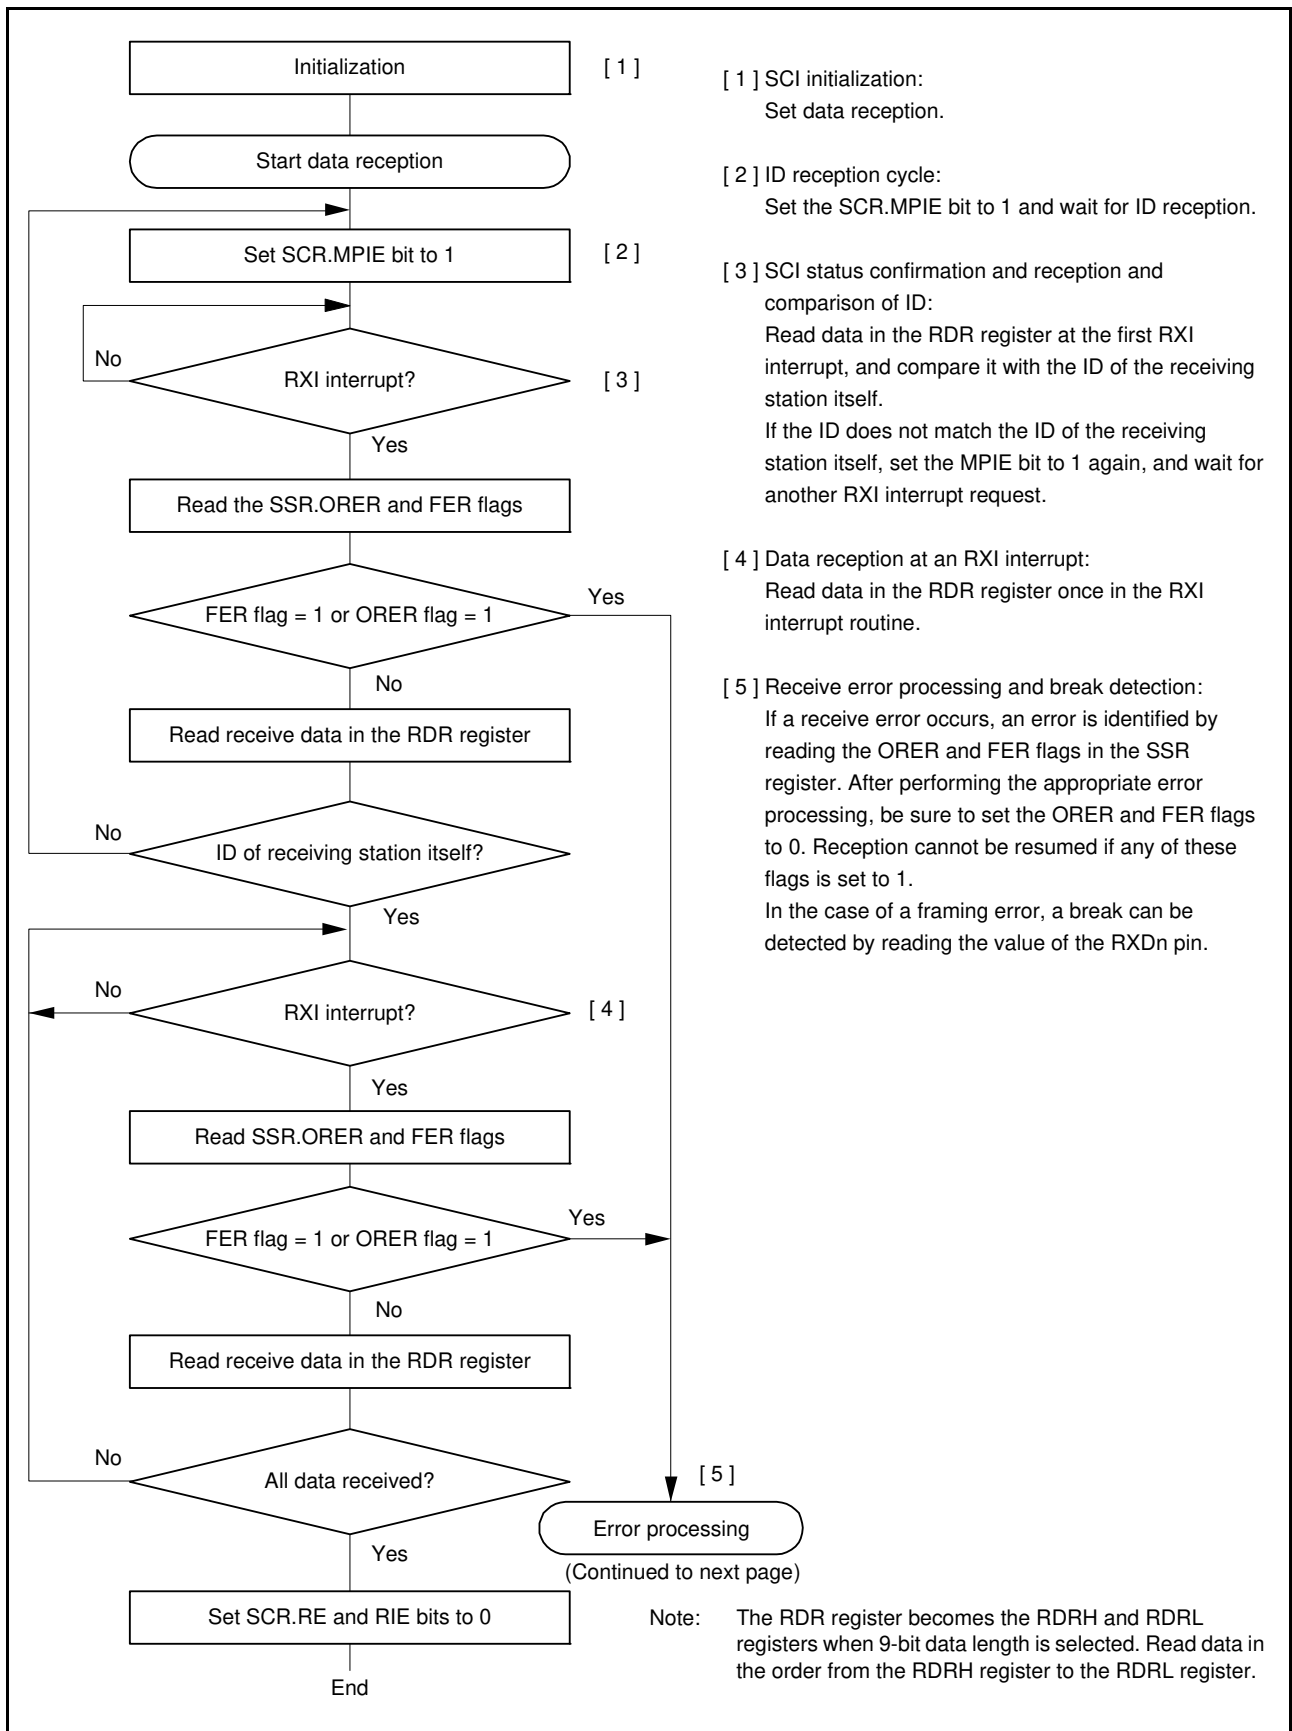 Initialization
[ 1 ]
Start data reception
Set SCR.MPIE bit to 1
[ 2 ]
No
RXI interrupt?
[ 3 ]
Yes
Read the SSR.ORER and FER flags
FER flag = 1 or ORER flag = 1
Yes
No
Read receive data in the RDR register
No
ID of receiving station itself?
Yes
No
RXI interrupt?
[ 4 ]
Yes
Read SSR.ORER and FER flags
FER flag = 1 or ORER flag = 1
Yes
No
Read receive data in the RDR register
No
All data received?
[ 5 ]
Error processing
(Continued to next page)
Yes
Set SCR.RE and RIE bits to 0
End
[ 1 ] SCI initialization:
Set data reception.
[ 2 ] ID reception cycle:
Set the SCR.MPIE bit to 1 and wait for ID reception.
[ 3 ] SCI status confirmation and reception and
comparison of ID:
Read data in the RDR register at the first RXI
interrupt, and compare it with the ID of the receiving
station itself.
If the ID does not match the ID of the receiving
station itself, set the MPIE bit to 1 again, and wait for
another RXI interrupt request.
[ 4 ] Data reception at an RXI interrupt:
Read data in the RDR register once in the RXI
interrupt routine.
[ 5 ] Receive error processing and break detection:
If a receive error occurs, an error is identified by
reading the ORER and FER flags in the SSR
register. After performing the appropriate error
processing, be sure to set the ORER and FER flags
to 0. Reception cannot be resumed if any of these
flags is set to 1.
In the case of a framing error, a break can be
detected by reading the value of the RXDn pin.
Note: The RDR register becomes the RDRH and RDRL
registers when 9-bit data length is selected. Read data in
the order from the RDRH register to the RDRL register.